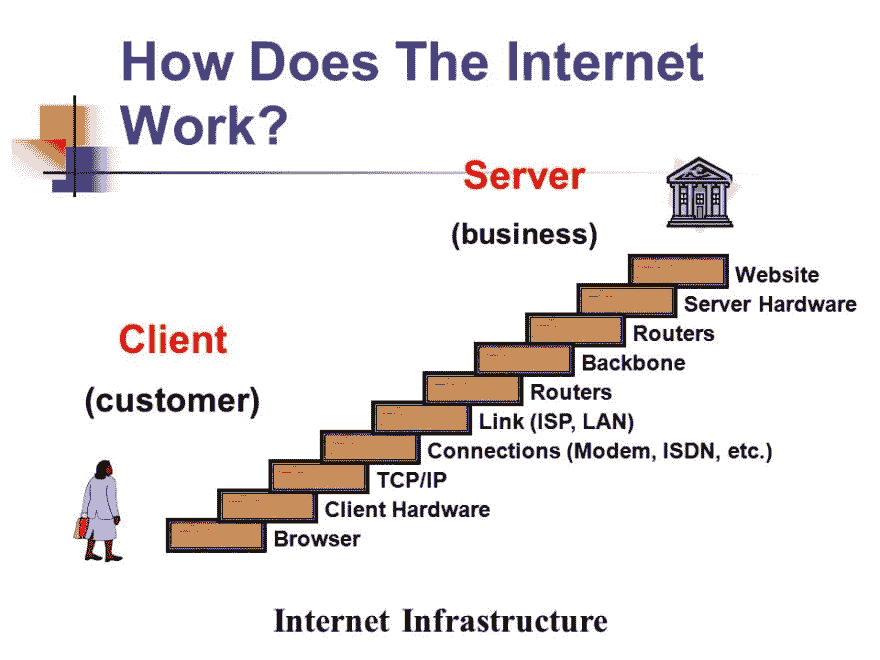 How Does The Internet
Work?
Server
(business)
Website
Server Hardware
Routers
Client
Backbone
(customer)
Routers
Link (ISP, LAN)
Connections (Modem, ISDN, etc.)
TCP/IP
Client Hardware
Browser
Internet Infrastructure